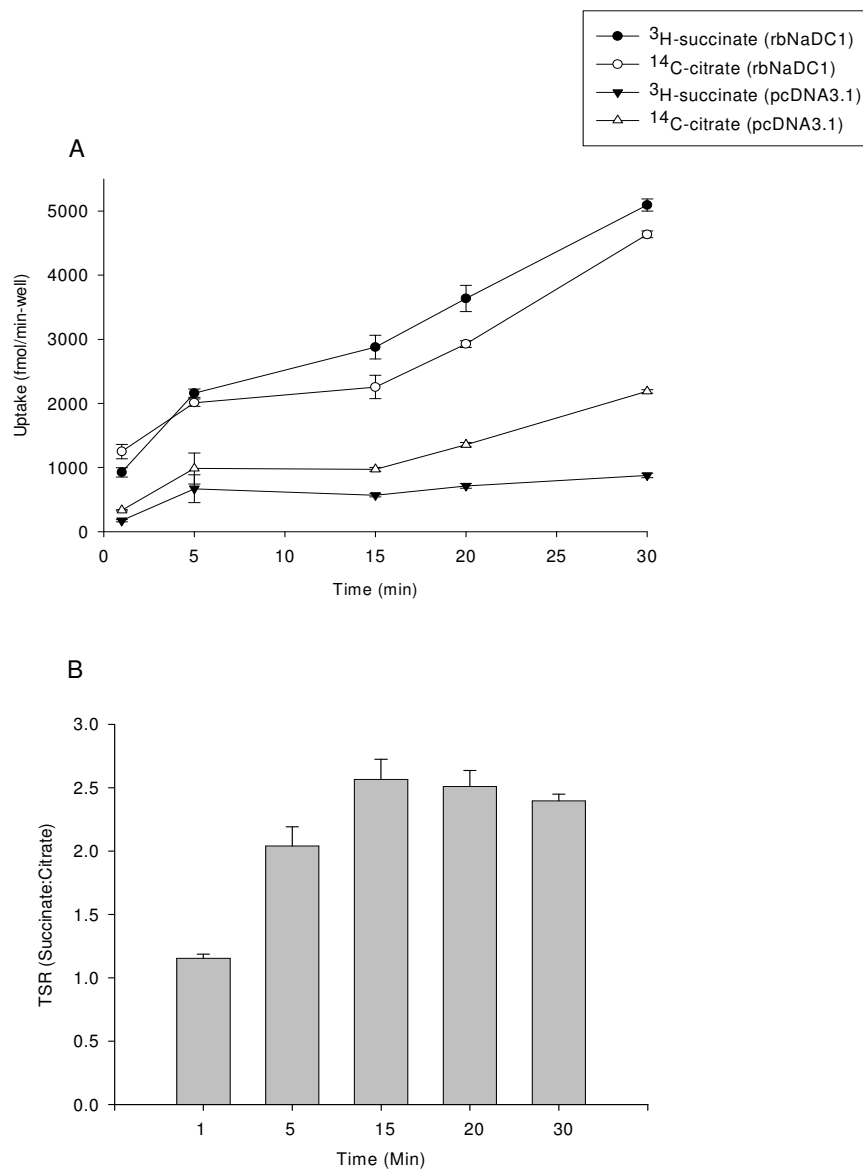 ³H-succinate (rbNaDC1)
¹⁴C-citrate (rbNaDC1)
³H-succinate (pcDNA3.1)
¹⁴C-citrate (pcDNA3.1)
A
5000
4000
3000
2000
1000
0
Uptake (fmol/min-well)
0 5 10 15 20 25 30
Time (min)
B
3.0
2.5
2.0
1.5
1.0
0.5
0.0
TSR (Succinate:Citrate)
1 5 15 20 30
Time (Min)